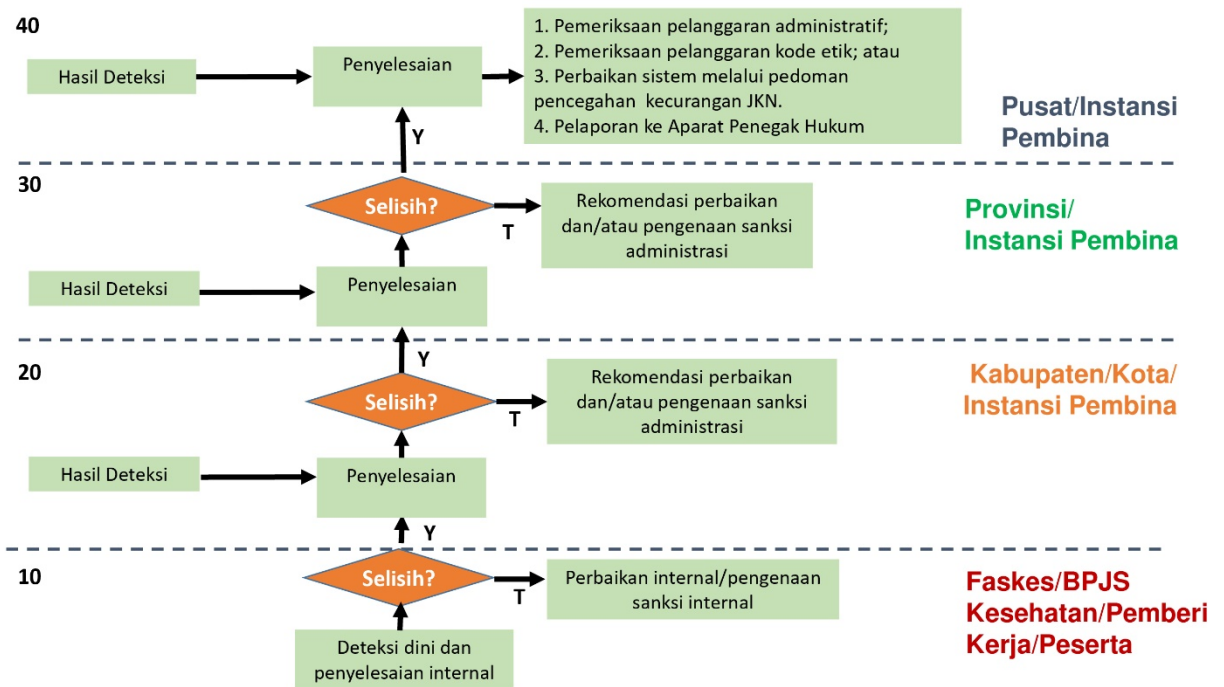 40
Hasil Deteksi
Penyelesaian
1. Pemeriksaan pelanggaran administratif;
2. Pemeriksaan pelanggaran kode etik; atau
3. Perbaikan sistem melalui pedoman
pencegahan kecurangan JKN.
4. Pelaporan ke Aparat Penegak Hukum
Pusat/Instansi
Pembina
Y
30
Selisih?
T
Rekomendasi perbaikan
dan/atau pengenaan sanksi
administrasi
Provinsi/
Instansi Pembina
Hasil Deteksi
Penyelesaian
Y
20
Selisih?
T
Rekomendasi perbaikan
dan/atau pengenaan sanksi
administrasi
Kabupaten/Kota/
Instansi Pembina
Hasil Deteksi
Penyelesaian
Y
10
Selisih?
T
Perbaikan internal/pengenaan
sanksi internal
Faskes/BPJS
Kesehatan/Pemberi
Kerja/Peserta
Deteksi dini dan
penyelesaian internal